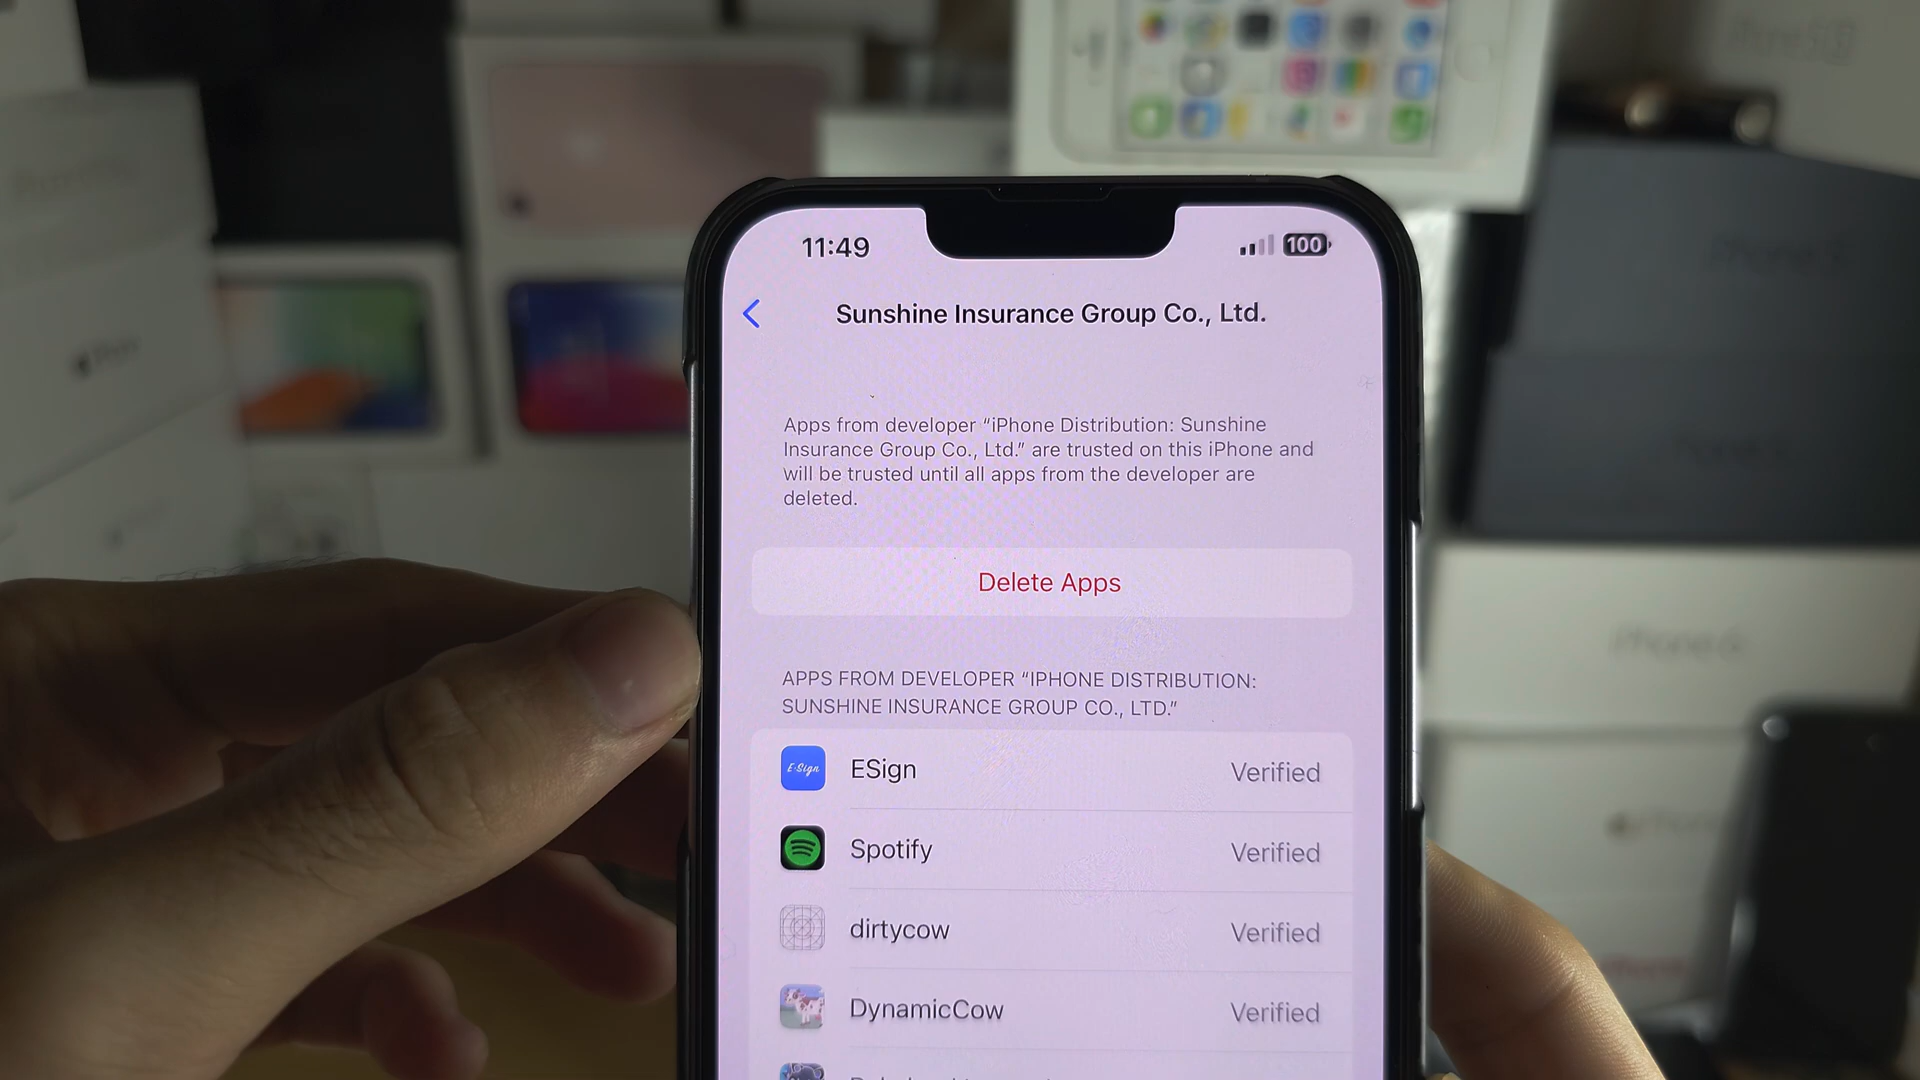 11:49
100
Sunshine Insurance Group Co., Ltd.
Apps from developer “iPhone Distribution: Sunshine
Insurance Group Co., Ltd.” are trusted on this iPhone and
will be trusted until all apps from the developer are
deleted.
Delete Apps
APPS FROM DEVELOPER “IPHONE DISTRIBUTION:
SUNSHINE INSURANCE GROUP CO., LTD.”
E-Sign
ESign
Verified
Spotify
Verified
dirtycow
Verified
DynamicCow
Verified